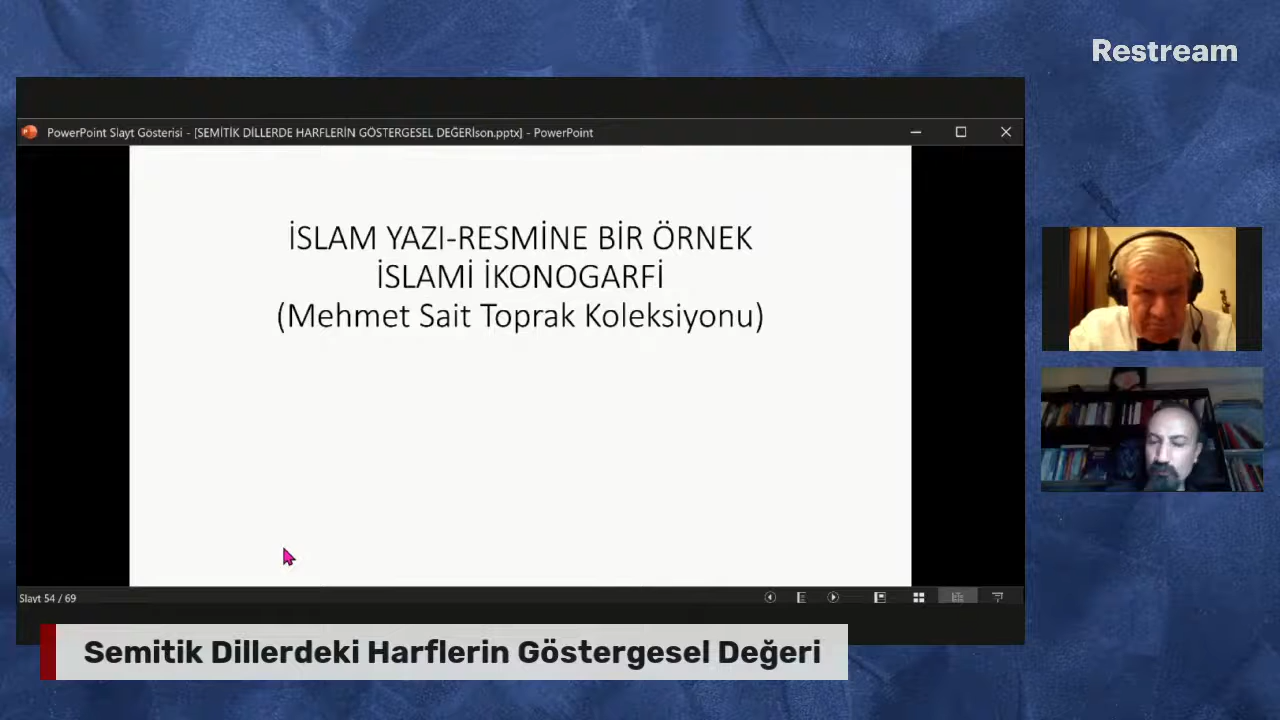 Restream
PowerPoint Slayt Gösterisi - [SEMİTİK DİLLERDE HARFLERİN GÖSTERGESEL DEĞERİson.pptx] - PowerPoint
İSLAM YAZI-RESMİNE BİR ÖRNEK
İSLAMİ İKONOGARFİ
(Mehmet Sait Toprak Koleksiyonu)
Slayt 54 / 69
Semitik Dillerdeki Harflerin Göstergesel Değeri